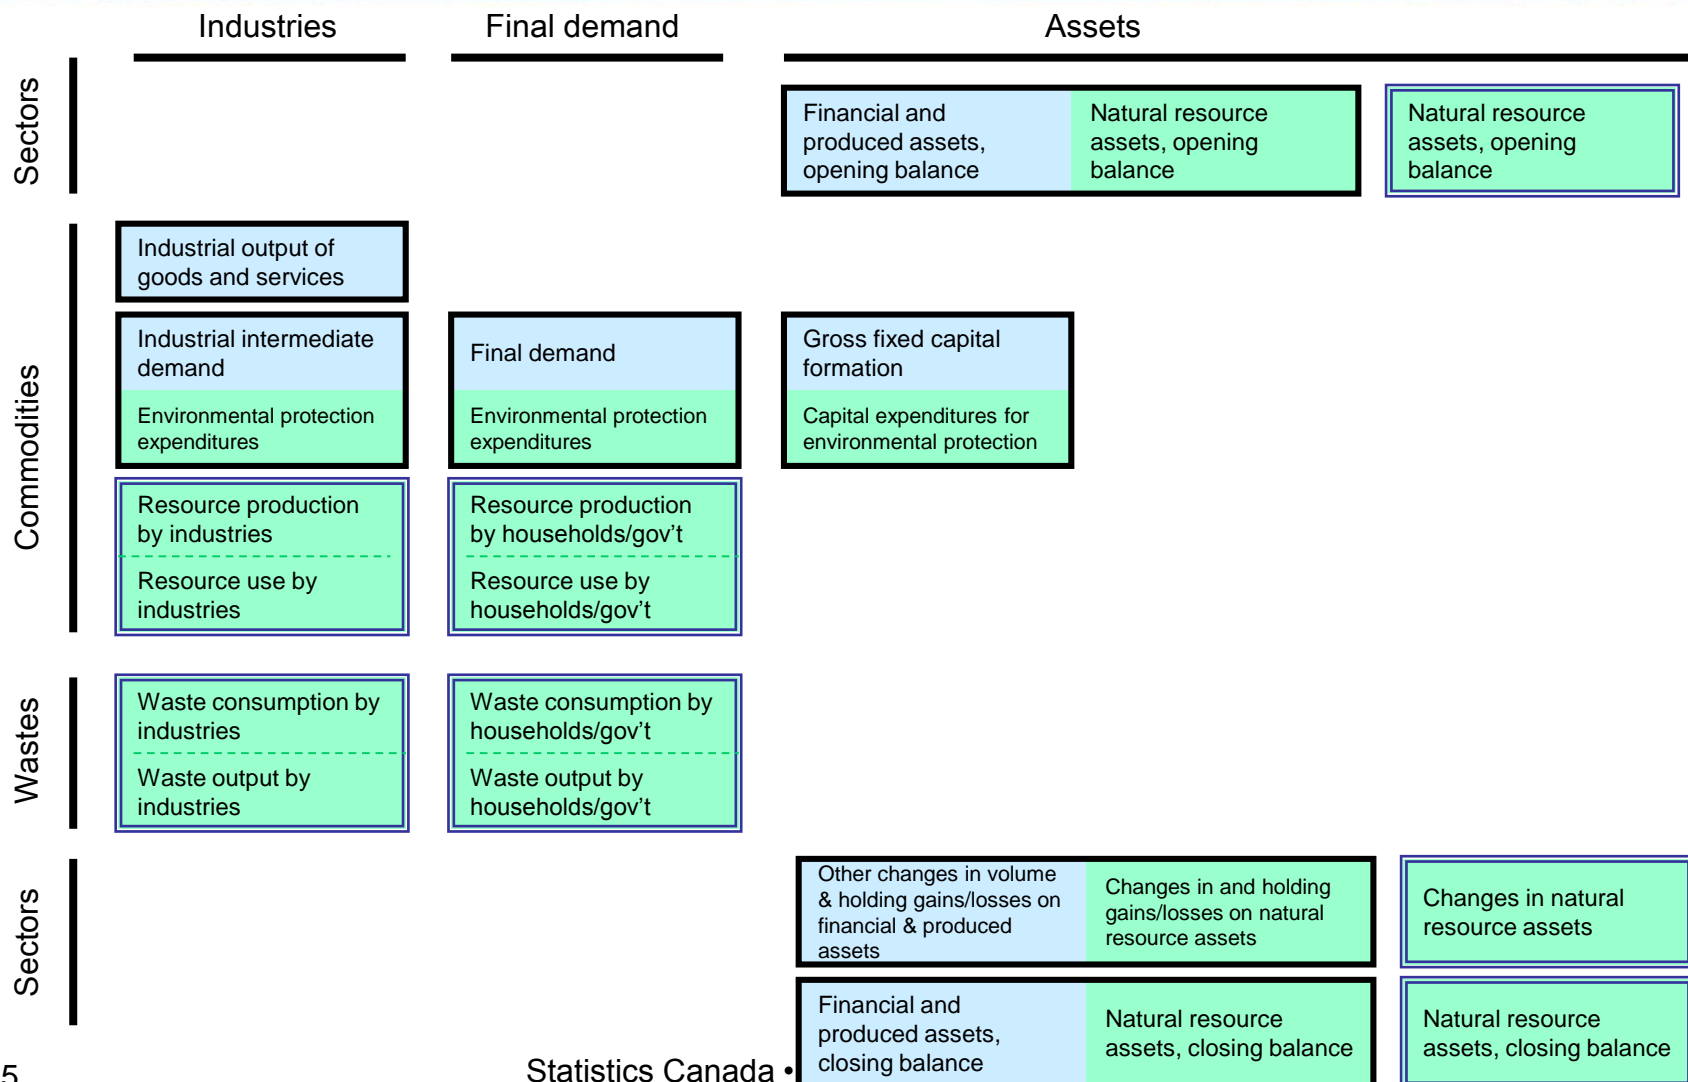 Industries
Final demand
Assets
Sectors
Financial and
produced assets,
opening balance
Natural resource
assets, opening
balance
Natural resource
assets, opening
balance
Commodities
Industrial output of
goods and services
Industrial intermediate
demand
Environmental protection
expenditures
Final demand
Environmental protection
expenditures
Gross fixed capital
formation
Capital expenditures for
environmental protection
Resource production
by industries
Resource use by
industries
Resource production
by households/gov’t
Resource use by
households/gov’t
Wastes
Waste consumption by
industries
Waste output by
industries
Waste consumption by
households/gov’t
Waste output by
households/gov’t
Sectors
Other changes in volume
& holding gains/losses on
financial & produced
assets
Changes in and holding
gains/losses on natural
resource assets
Changes in natural
resource assets
Financial and
produced assets,
closing balance
Natural resource
assets, closing balance
Natural resource
assets, closing balance
5
Statistics Canada •